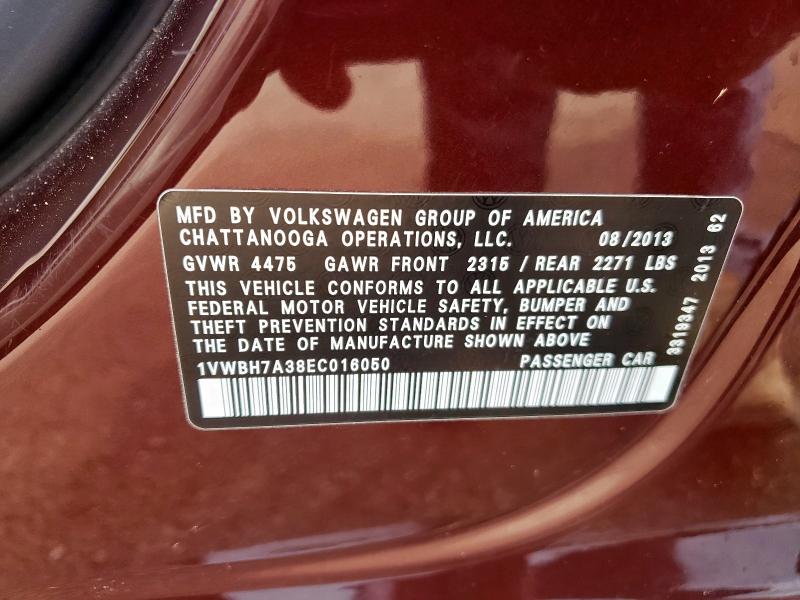 MFD BY VOLKSWAGEN GROUP OF AMERICA
CHATTANOOGA OPERATIONS, LLC. 08/2013
GVWR 4475 GAWR FRONT 2315 / REAR 2271 LBS
THIS VEHICLE CONFORMS TO ALL APPLICABLE U.S.
FEDERAL MOTOR VEHICLE SAFETY, BUMPER AND
THEFT PREVENTION STANDARDS IN EFFECT ON
THE DATE OF MANUFACTURE SHOWN ABOVE
1VWBH7A38EC016050 PASSENGER CAR
3319347 2013 62